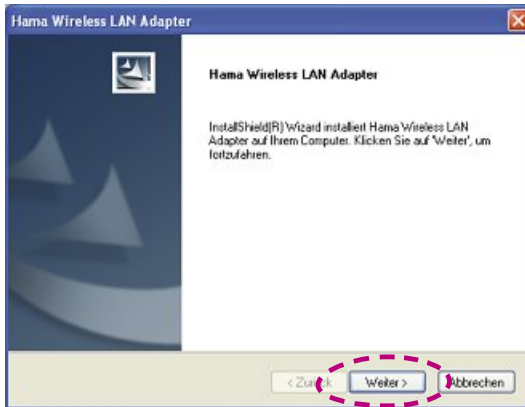 Hama Wireless LAN Adapter
Hama Wireless LAN Adapter
InstallShield(R) Wizard installiert Hama Wireless LAN
Adapter auf Ihrem Computer. Klicken Sie auf 'Weiter', um
fortzufahren.
< Zurück Weiter > Abbrechen